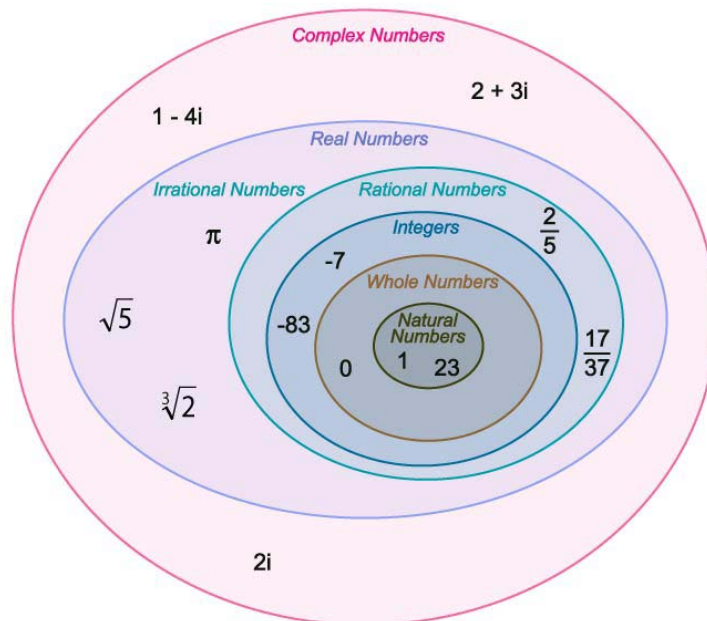 Complex Numbers
2 + 3i
1 - 4i
Real Numbers
Irrational Numbers
Rational Numbers
π
2/5
Integers
-7
Whole Numbers
√5
-83
Natural
Numbers
17/37
0
1
23
∛2
2i